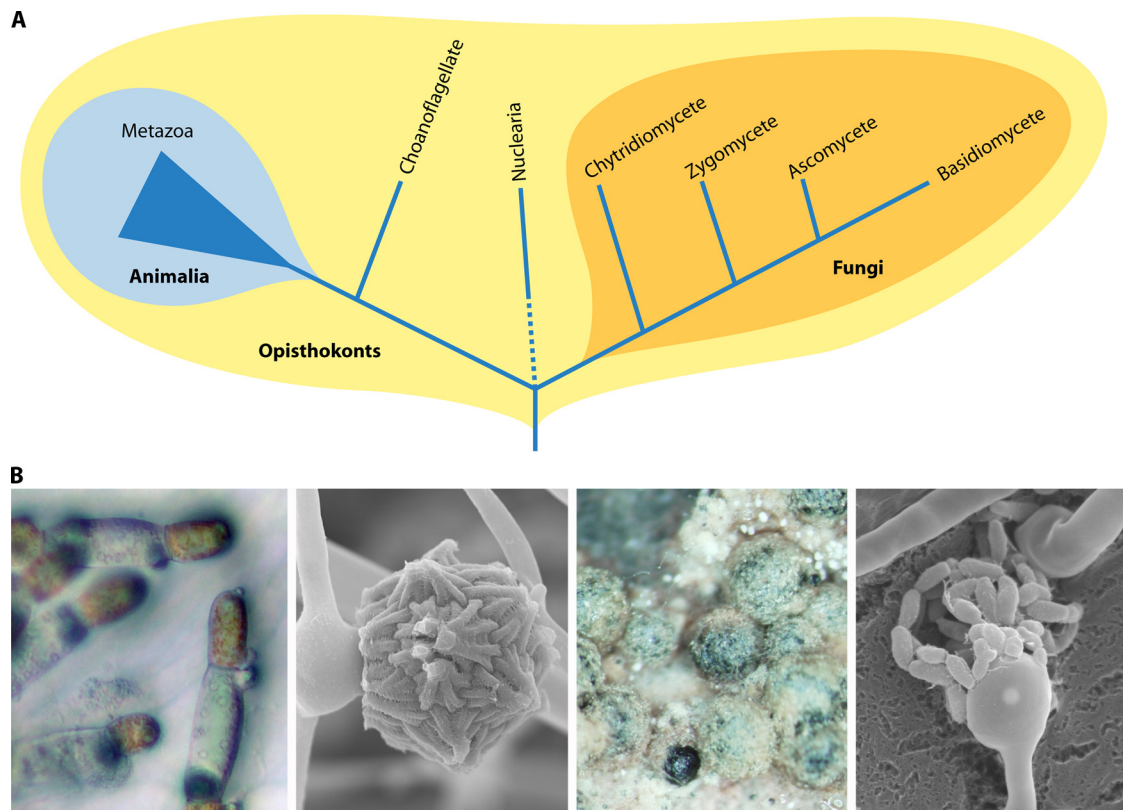 A
Metazoa
Choanoflagellate
Nuclearia
Chytridiomycete
Zygomycete
Ascomycete
Basidiomycete
Animalia
Fungi
Opisthokonts
B